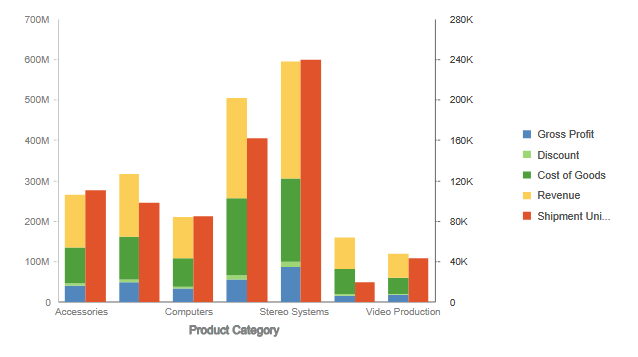 700M
600M
500M
400M
300M
200M
100M
0
280K
240K
200K
160K
120K
80K
40K
0
Accessories
Computers
Stereo Systems
Video Production
Product Category
Gross Profit
Discount
Cost of Goods
Revenue
Shipment Uni...